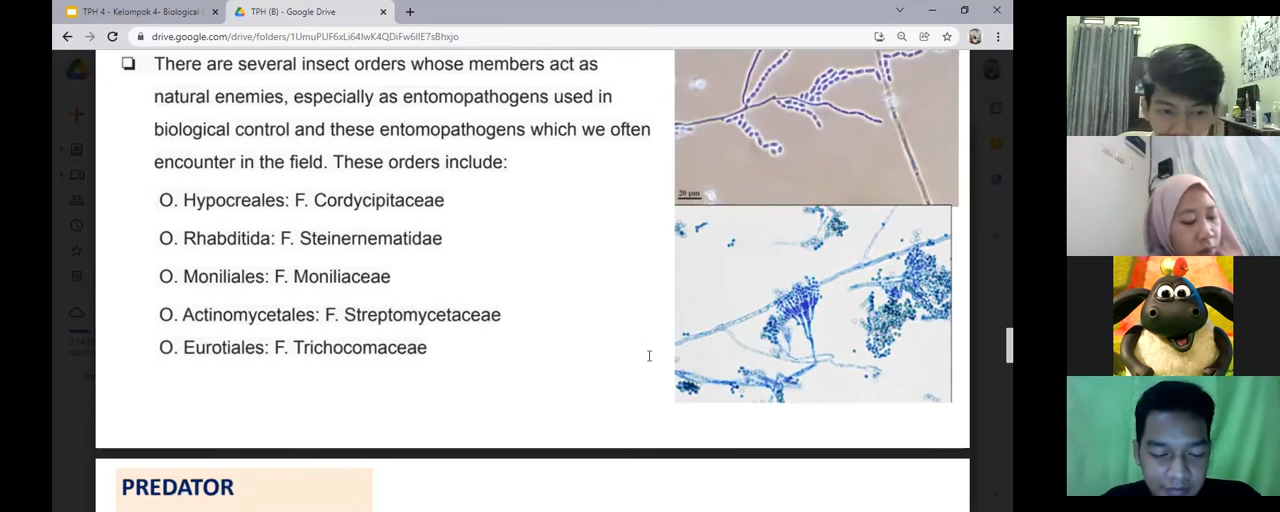 TPH 4 - Kelompok 4- Biological C
TPH (B) - Google Drive
drive.google.com/drive/folders/1UmuPUF6xLi64IwK4QDiFw6lIE7sBhxjo
❑ There are several insect orders whose members act as
natural enemies, especially as entomopathogens used in
biological control and these entomopathogens which we often
encounter in the field. These orders include:
O. Hypocreales: F. Cordycipitaceae
O. Rhabditida: F. Steinernematidae
O. Moniliales: F. Moniliaceae
O. Actinomycetales: F. Streptomycetaceae
O. Eurotiales: F. Trichocomaceae
20 µm
PREDATOR